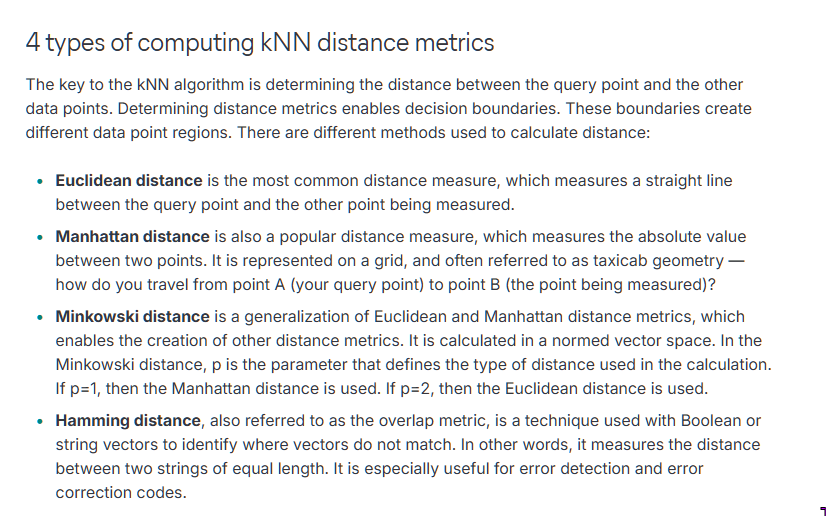 4 types of computing kNN distance metrics
The key to the kNN algorithm is determining the distance between the query point and the other
data points. Determining distance metrics enables decision boundaries. These boundaries create
different data point regions. There are different methods used to calculate distance:
• Euclidean distance is the most common distance measure, which measures a straight line
between the query point and the other point being measured.
• Manhattan distance is also a popular distance measure, which measures the absolute value
between two points. It is represented on a grid, and often referred to as taxicab geometry —
how do you travel from point A (your query point) to point B (the point being measured)?
• Minkowski distance is a generalization of Euclidean and Manhattan distance metrics, which
enables the creation of other distance metrics. It is calculated in a normed vector space. In the
Minkowski distance, p is the parameter that defines the type of distance used in the calculation.
If p=1, then the Manhattan distance is used. If p=2, then the Euclidean distance is used.
• Hamming distance, also referred to as the overlap metric, is a technique used with Boolean or
string vectors to identify where vectors do not match. In other words, it measures the distance
between two strings of equal length. It is especially useful for error detection and error
correction codes.